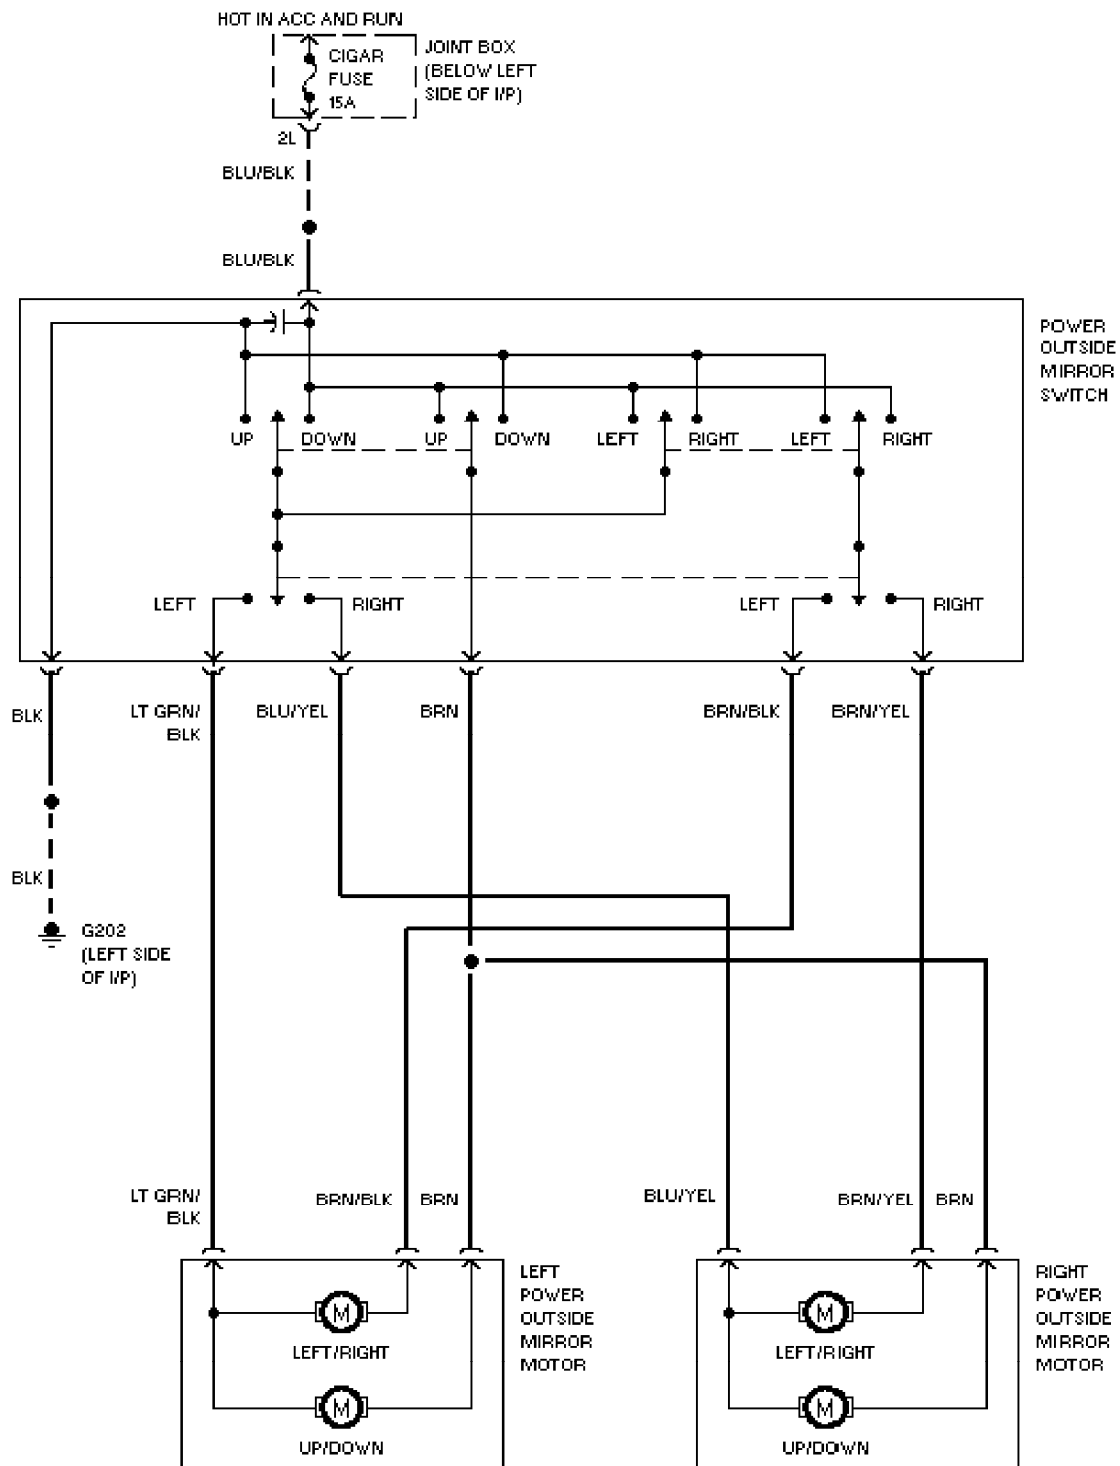 HOT IN ACC AND RUN
CIGAR
FUSE
15A
JOINT BOX
(BELOW LEFT
SIDE OF I/P)
2L
BLU/BLK
BLU/BLK
POWER
OUTSIDE
MIRROR
SWITCH
UP DOWN UP DOWN LEFT RIGHT LEFT RIGHT
LEFT RIGHT LEFT RIGHT
BLK LT GRN/
BLK BLU/YEL BRN BRN/BLK BRN/YEL
BLK
G202
(LEFT SIDE
OF I/P)
LT GRN/
BLK BRN/BLK BRN BLU/YEL BRN/YEL BRN
M
LEFT/RIGHT
M
UP/DOWN
LEFT
POWER
OUTSIDE
MIRROR
MOTOR
M
LEFT/RIGHT
M
UP/DOWN
RIGHT
POWER
OUTSIDE
MIRROR
MOTOR